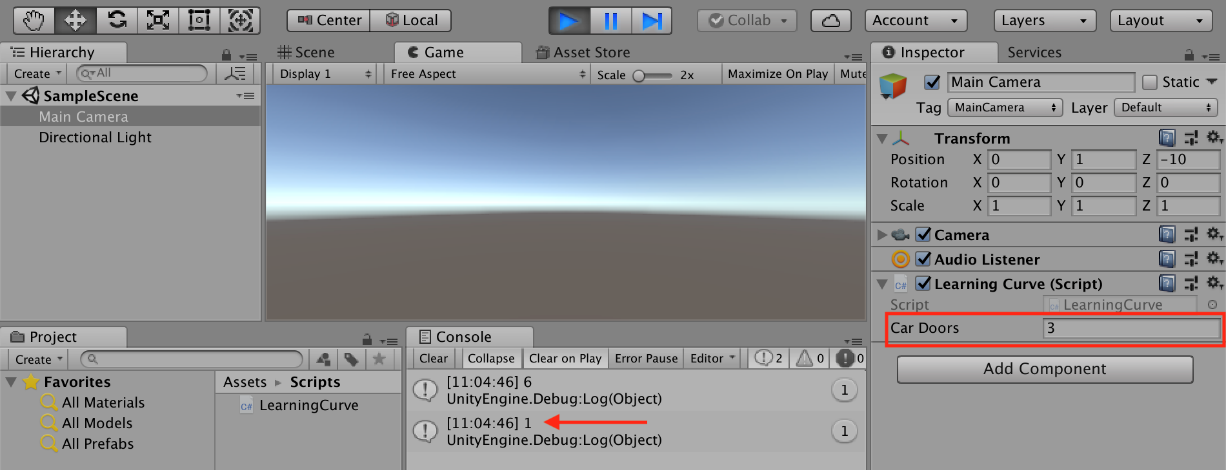 Center Local Collab Account Layers Layout
Hierarchy
Create All
SampleScene
Main Camera
Directional Light
Scene Game Asset Store
Display 1 Free Aspect Scale 2x Maximize On Play Mute
Inspector Services
Main Camera Static
Tag MainCamera Layer Default
Transform
Position X 0 Y 1 Z -10
Rotation X 0 Y 0 Z 0
Scale X 1 Y 1 Z 1
Camera
Audio Listener
C# Learning Curve (Script)
Script LearningCurve
Car Doors 3
Add Component
Project
Create
Favorites
All Materials
All Models
All Prefabs
Assets Scripts
C# LearningCurve
Console
Clear Collapse Clear on Play Error Pause Editor 2 0 0
[11:04:46] 6
UnityEngine.Debug:Log(Object) 1
[11:04:46] 1
UnityEngine.Debug:Log(Object) 1